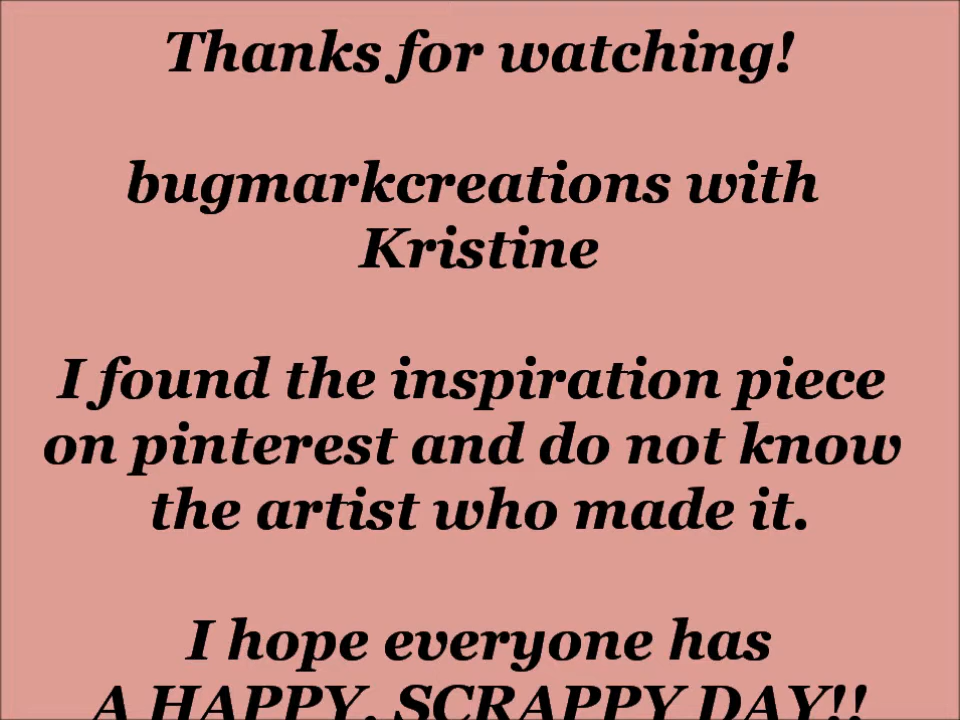 Thanks for watching!
bugmarkcreations with
Kristine
I found the inspiration piece
on pinterest and do not know
the artist who made it.
I hope everyone has
A HAPPY, SCRAPPY DAY!!